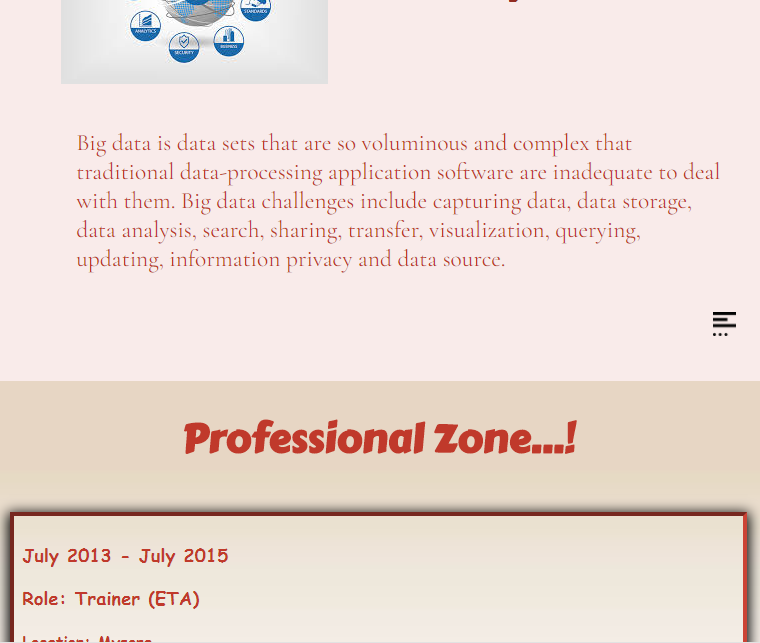 STANDARDS
ANALYTICS
BUSINESS
SECURITY
Big data is data sets that are so voluminous and complex that
traditional data-processing application software are inadequate to deal
with them. Big data challenges include capturing data, data storage,
data analysis, search, sharing, transfer, visualization, querying,
updating, information privacy and data source.
Professional Zone...!
July 2013 - July 2015
Role: Trainer (ETA)